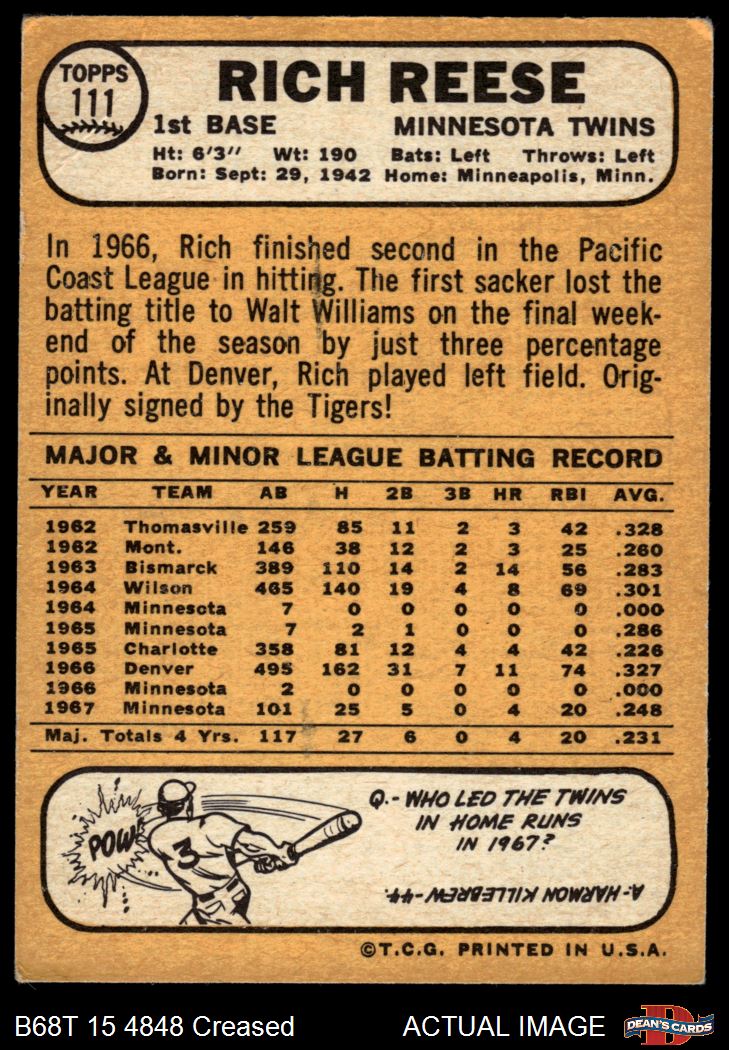 TOPPS
111
RICH REESE
1st BASE MINNESOTA TWINS
Ht: 6'3" Wt: 190 Bats: Left Throws: Left
Born: Sept: 29, 1942 Home: Minneapolis, Minn.
In 1966, Rich finished second in the Pacific
Coast League in hitting. The first sacker lost the
batting title to Walt Williams on the final week-
end of the season by just three percentage
points. At Denver, Rich played left field. Orig-
inally signed by the Tigers!
MAJOR & MINOR LEAGUE BATTING RECORD
YEAR TEAM AB H 2B 3B HR RBI AVG.
1962 Thomasville 259 85 11 2 3 42 .328
1962 Mont. 146 38 12 2 3 25 .260
1963 Bismarck 389 110 14 2 14 56 .283
1964 Wilson 465 140 19 4 8 69 .301
1964 Minnesota 7 0 0 0 0 0 .000
1965 Minnesota 7 2 1 0 0 0 .286
1965 Charlotte 358 81 12 4 4 42 .226
1966 Denver 495 162 31 7 11 74 .327
1966 Minnesota 2 0 0 0 0 0 .000
1967 Minnesota 101 25 5 0 4 20 .248
Maj. Totals 4 Yrs. 117 27 6 0 4 20 .231
POW!
3
Q.- WHO LED THE TWINS
IN HOME RUNS
IN 1967?
A- HARMON KILLEBREW -44.
©T.C.G. PRINTED IN U.S.A.
B68T 15 4848 Creased ACTUAL IMAGE
D
DEAN'S CARDS